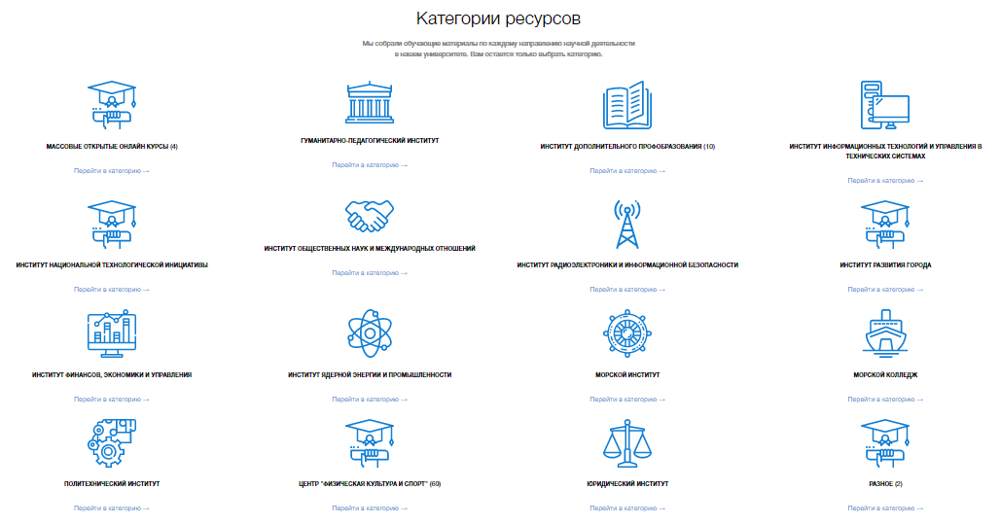 Категории ресурсов
Мы собрали обучающие материалы по каждому направлению научной деятельности
в нашем университете. Вам остается только выбрать категорию.
МАССОВЫЕ ОТКРЫТЫЕ ОНЛАЙН КУРСЫ (4)
Перейти в категорию →
ГУМАНИТАРНО-ПЕДАГОГИЧЕСКИЙ ИНСТИТУТ
Перейти в категорию →
ИНСТИТУТ ДОПОЛНИТЕЛЬНОГО ПРОФОБРАЗОВАНИЯ (10)
Перейти в категорию →
ИНСТИТУТ ИНФОРМАЦИОННЫХ ТЕХНОЛОГИЙ И УПРАВЛЕНИЯ В
ТЕХНИЧЕСКИХ СИСТЕМАХ
Перейти в категорию →
ИНСТИТУТ НАЦИОНАЛЬНОЙ ТЕХНОЛОГИЧЕСКОЙ ИНИЦИАТИВЫ
Перейти в категорию →
ИНСТИТУТ ОБЩЕСТВЕННЫХ НАУК И МЕЖДУНАРОДНЫХ ОТНОШЕНИЙ
Перейти в категорию →
ИНСТИТУТ РАДИОЭЛЕКТРОНИКИ И ИНФОРМАЦИОННОЙ БЕЗОПАСНОСТИ
Перейти в категорию →
ИНСТИТУТ РАЗВИТИЯ ГОРОДА
Перейти в категорию →
ИНСТИТУТ ФИНАНСОВ, ЭКОНОМИКИ И УПРАВЛЕНИЯ
Перейти в категорию →
ИНСТИТУТ ЯДЕРНОЙ ЭНЕРГИИ И ПРОМЫШЛЕННОСТИ
Перейти в категорию →
МОРСКОЙ ИНСТИТУТ
Перейти в категорию →
МОРСКОЙ КОЛЛЕДЖ
Перейти в категорию →
ПОЛИТЕХНИЧЕСКИЙ ИНСТИТУТ
Перейти в категорию →
ЦЕНТР "ФИЗИЧЕСКАЯ КУЛЬТУРА И СПОРТ" (69)
Перейти в категорию →
ЮРИДИЧЕСКИЙ ИНСТИТУТ
Перейти в категорию →
РАЗНОЕ (2)
Перейти в категорию →